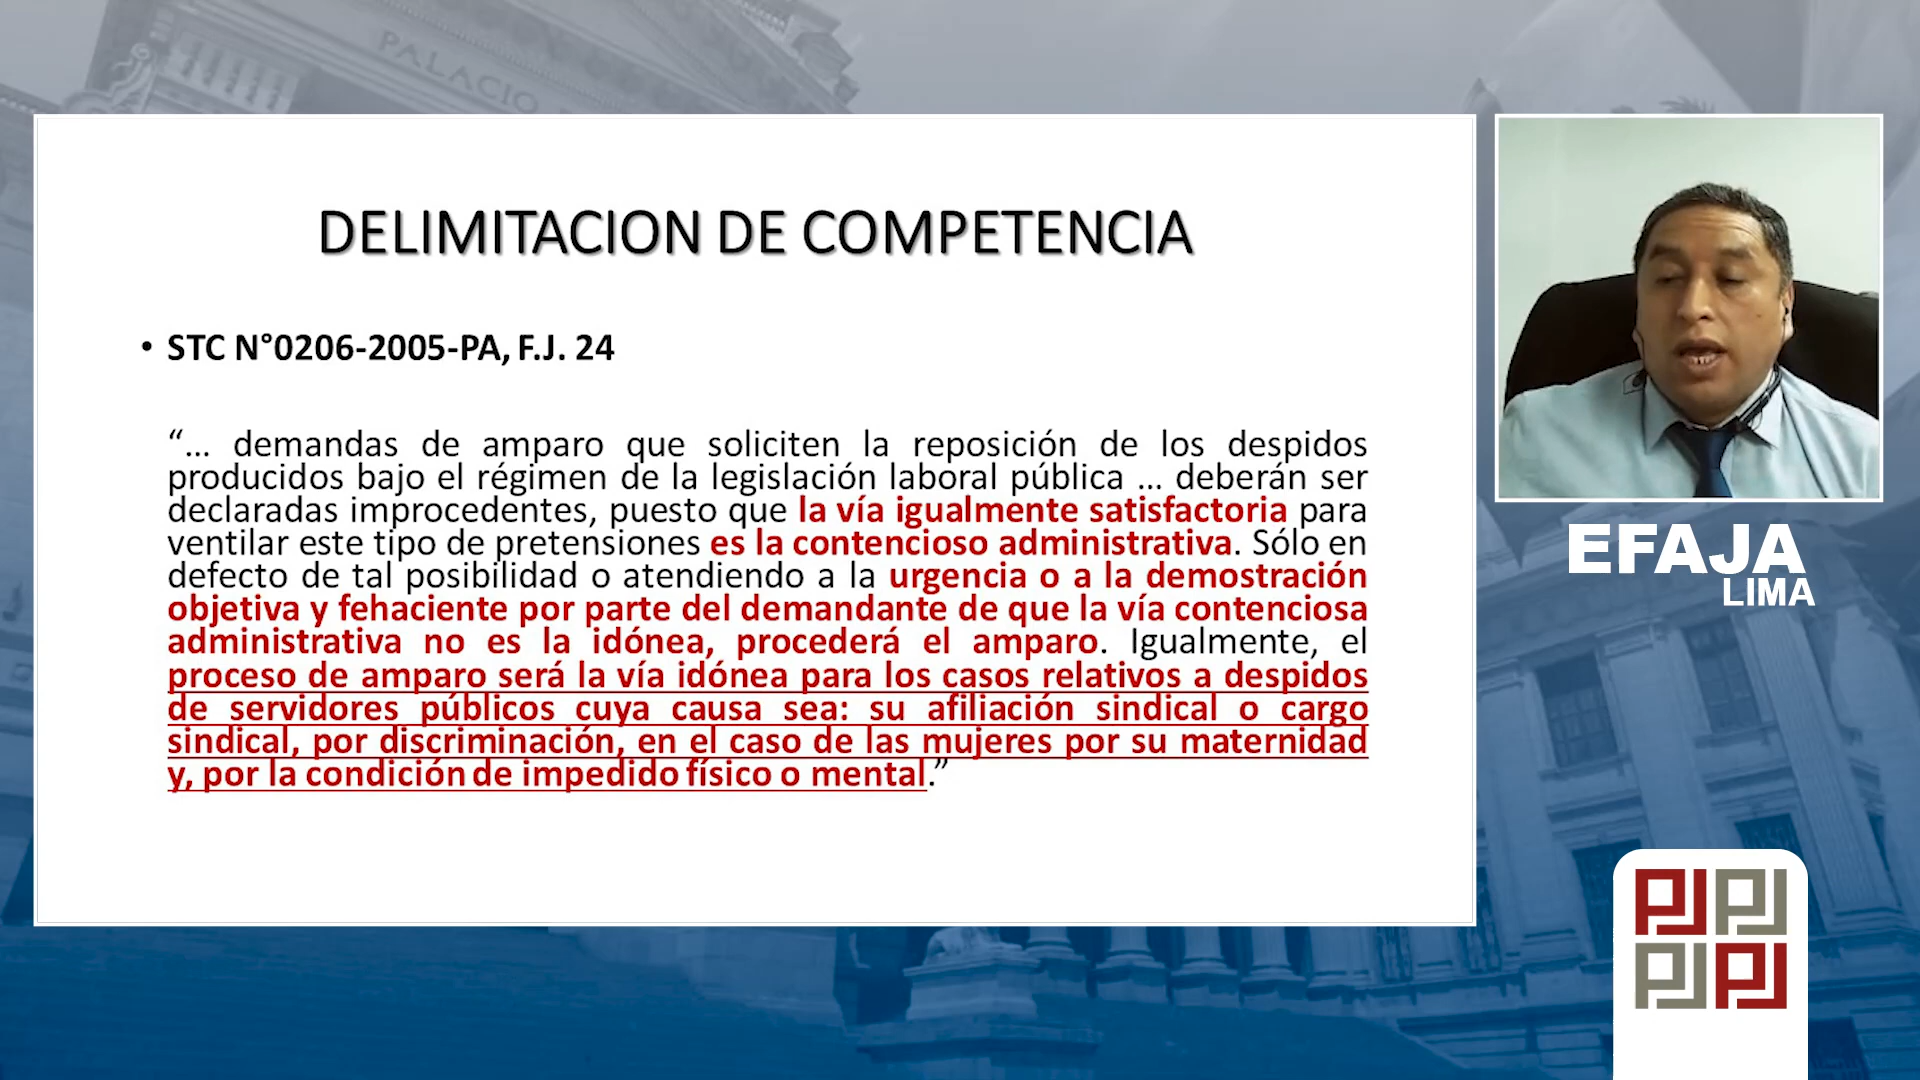 PALACIO
DELIMITACION DE COMPETENCIA
• STC N°0206-2005-PA, F.J. 24
“... demandas de amparo que soliciten la reposición de los despidos
producidos bajo el régimen de la legislación laboral pública ... deberán ser
declaradas improcedentes, puesto que la vía igualmente satisfactoria para
ventilar este tipo de pretensiones es la contencioso administrativa. Sólo en
defecto de tal posibilidad o atendiendo a la urgencia o a la demostración
objetiva y fehaciente por parte del demandante de que la vía contenciosa
administrativa no es la idónea, procederá el amparo. Igualmente, el
proceso de amparo será la vía idónea para los casos relativos a despidos
de servidores públicos cuya causa sea: su afiliación sindical o cargo
sindical, por discriminación, en el caso de las mujeres por su maternidad
y, por la condición de impedido físico o mental.”
EFAJA
LIMA
PJ PJ
PJ PJ